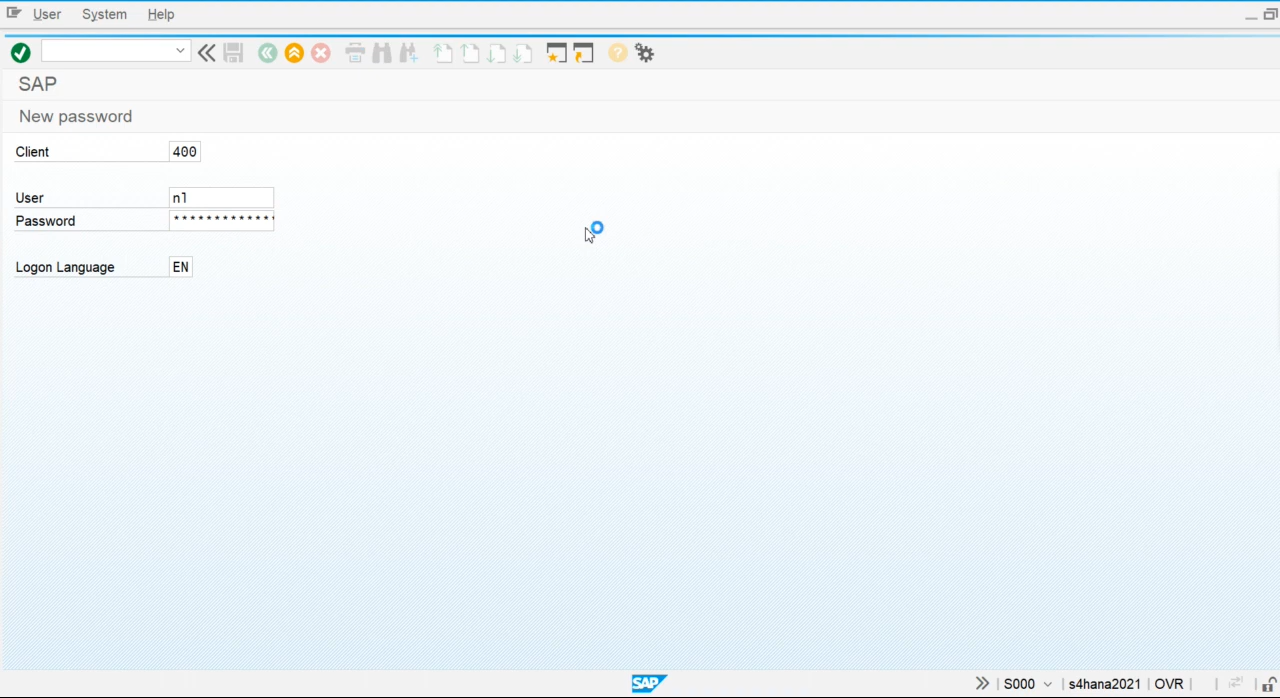 User System Help
SAP
New password
Client 400
User n1
Password *************
Logon Language EN
SAP S000 s4hana2021 OVR